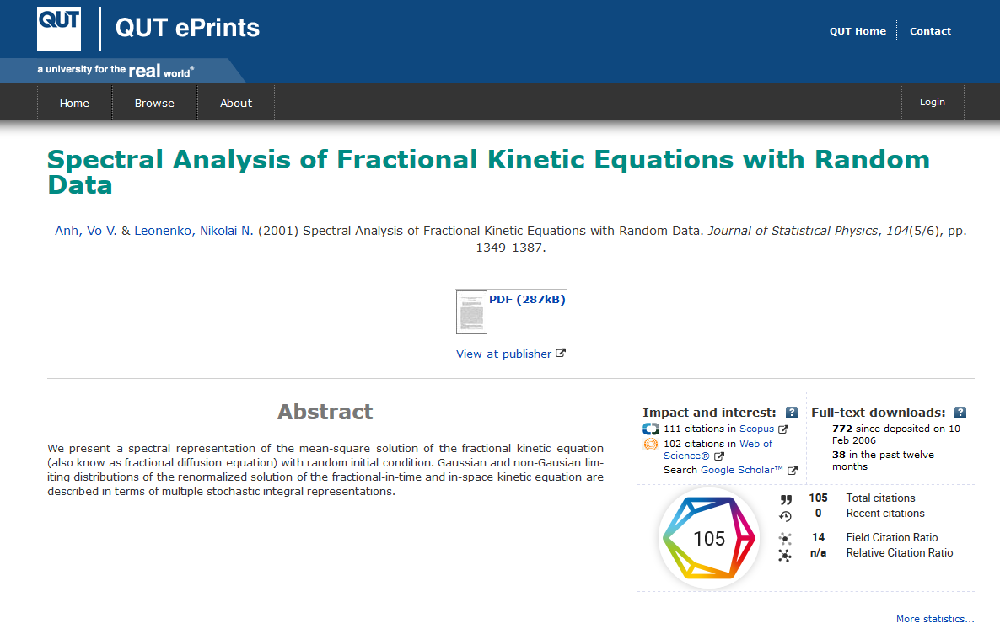 QUT
QUT ePrints
QUT Home
Contact
a university for the real world®
Home
Browse
About
Login
Spectral Analysis of Fractional Kinetic Equations with Random
Data
Anh, Vo V. & Leonenko, Nikolai N. (2001) Spectral Analysis of Fractional Kinetic Equations with Random Data. Journal of Statistical Physics, 104(5/6), pp.
1349-1387.
PDF (287kB)
View at publisher
Abstract
We present a spectral representation of the mean-square solution of the fractional kinetic equation
(also know as fractional diffusion equation) with random initial condition. Gaussian and non-Gausian lim-
iting distributions of the renormalized solution of the fractional-in-time and in-space kinetic equation are
described in terms of multiple stochastic integral representations.
Impact and interest: ?
111 citations in Scopus
102 citations in Web of
Science®
Search Google Scholar™
Full-text downloads: ?
772 since deposited on 10
Feb 2006
38 in the past twelve
months
105
105 Total citations
0 Recent citations
14 Field Citation Ratio
n/a Relative Citation Ratio
More statistics...